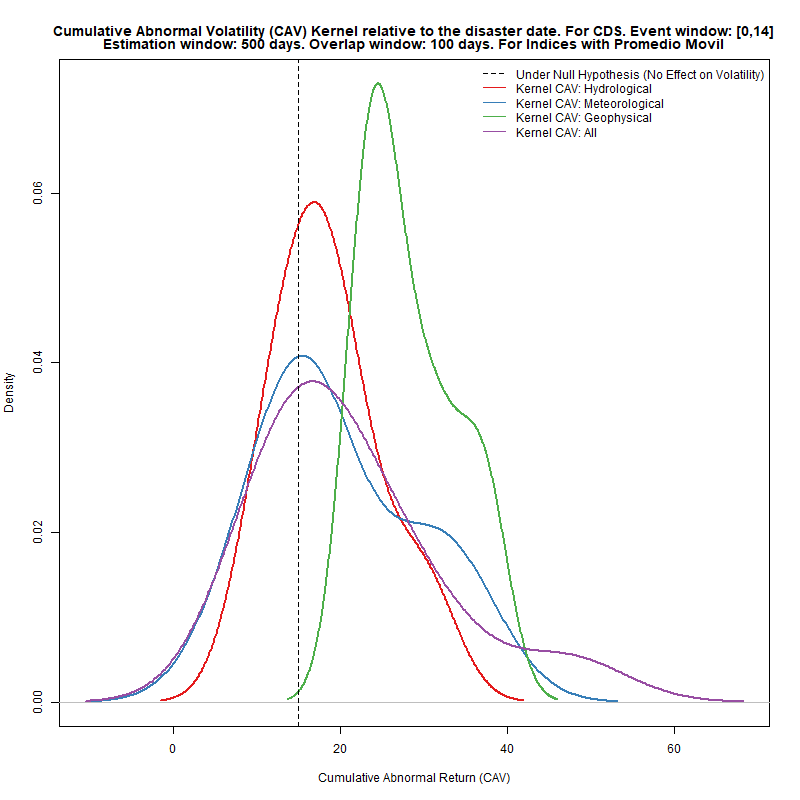 Cumulative Abnormal Volatility (CAV) Kernel relative to the disaster date. For CDS. Event window: [0,14]
Estimation window: 500 days. Overlap window: 100 days. For Indices with Promedio Movil
Under Null Hypothesis (No Effect on Volatility)
Kernel CAV: Hydrological
Kernel CAV: Meteorological
Kernel CAV: Geophysical
Kernel CAV: All
Density
0.06
0.04
0.02
0.00
0 20 40 60
Cumulative Abnormal Return (CAV)